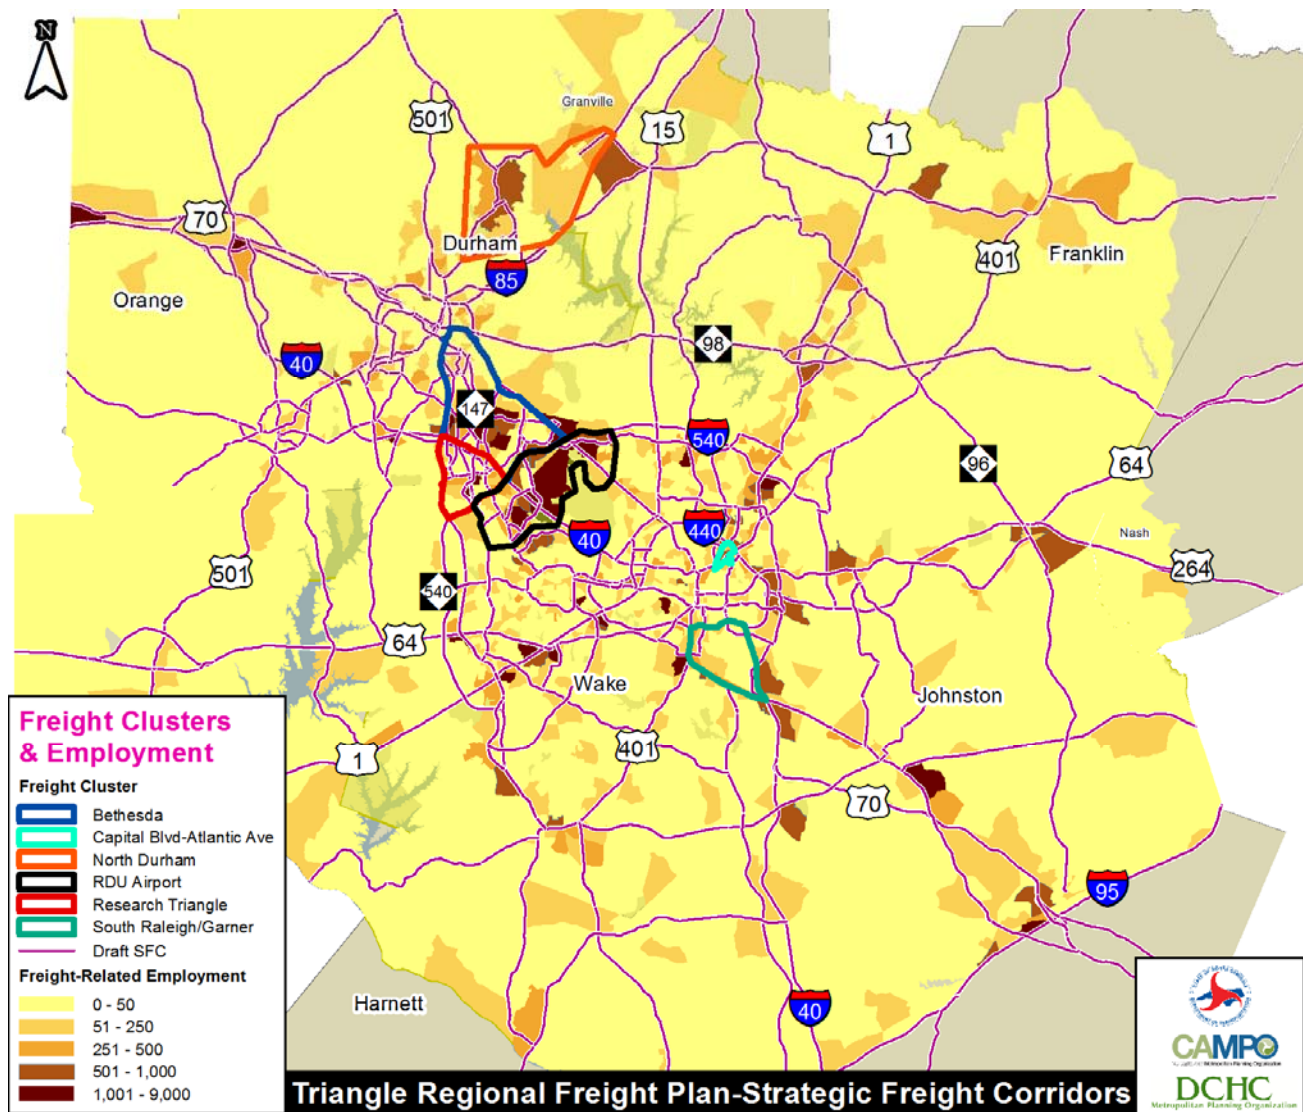 N
Granville
501
15
1
70
Durham
401
Franklin
85
Orange
40
98
147
540
96
64
440
40
Nash
501
264
540
64
Wake
Johnston
401
1
70
95
Harnett
40
Freight Clusters
& Employment
Freight Cluster
Bethesda
Capital Blvd-Atlantic Ave
North Durham
RDU Airport
Research Triangle
South Raleigh/Garner
Draft SFC
Freight-Related Employment
0 - 50
51 - 250
251 - 500
501 - 1,000
1,001 - 9,000
CAMPO
DCHC
Metropolitan Planning Organization
Triangle Regional Freight Plan-Strategic Freight Corridors